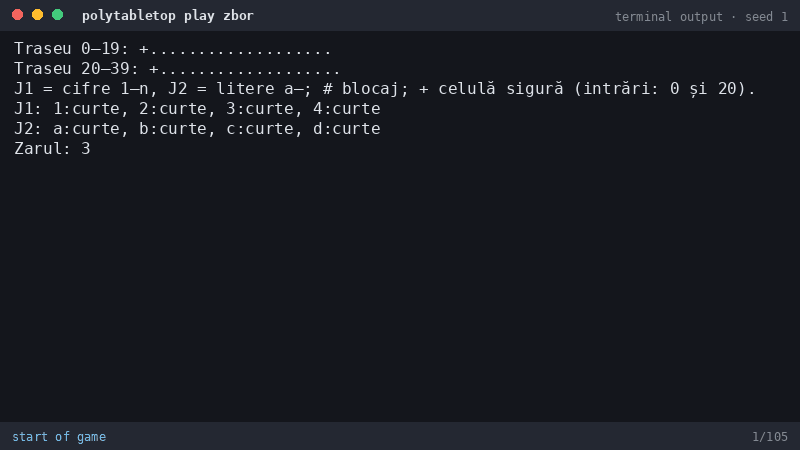 polytabletop play zbor
terminal output · seed 1
Traseu 0–19: +...................
Traseu 20–39: +...................
J1 = cifre 1–n, J2 = litere a–; # blocaj; + celulă sigură (intrări: 0 și 20).
J1: 1:curte, 2:curte, 3:curte, 4:curte
J2: a:curte, b:curte, c:curte, d:curte
Zarul: 3
start of game
1/105